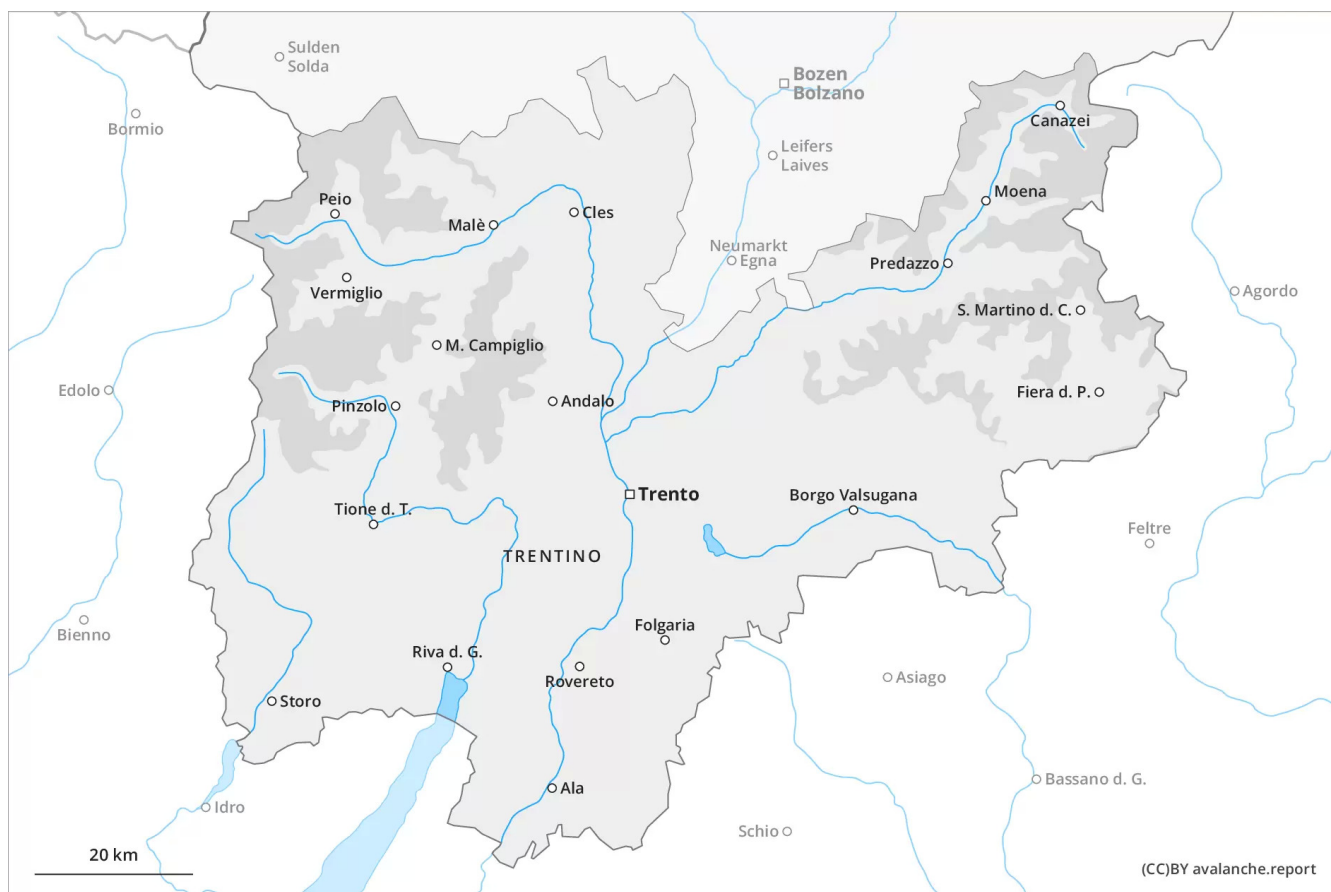 Sulden
Solda
Bozen
Bolzano
Bormio
Canazei
Leifers
Laives
Peio
Moena
Malè
Cles
Neumarkt
Egna
Predazzo
Vermiglio
Agordo
S. Martino d. C.
M. Campiglio
Edolo
Pinzolo
Andalo
Fiera d. P.
Trento
Borgo Valsugana
Tione d. T.
Feltre
TRENTINO
Bienno
Folgaria
Riva d. G.
Rovereto
Asiago
Storo
Bassano d. G.
Ala
Idro
Schio
20 km
(CC)BY avalanche.report